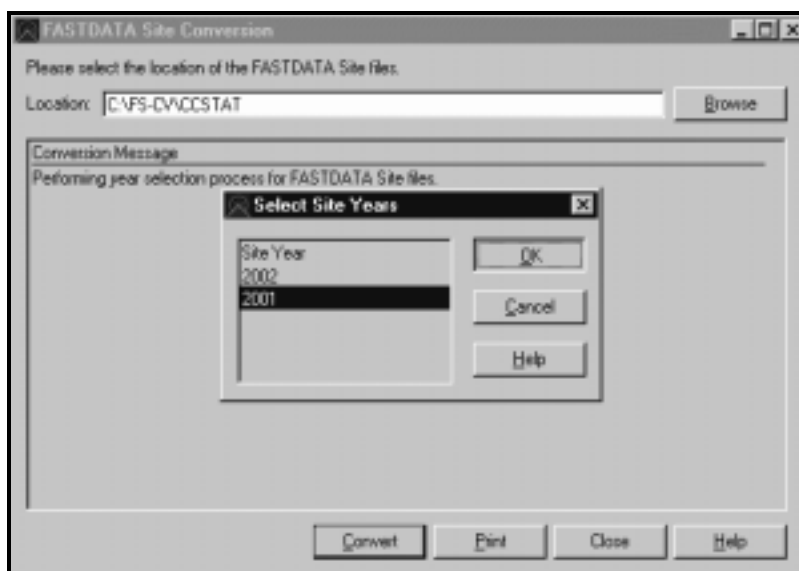 FASTDATA Site Conversion
Please select the location of the FASTDATA Site files.
Location: C:\FS-CV\CCSTAT
Browse
Conversion Message
Performing year selection process for FASTDATA Site files.
Select Site Years
Site Year
2002
2001
OK
Cancel
Help
Convert
Print
Close
Help